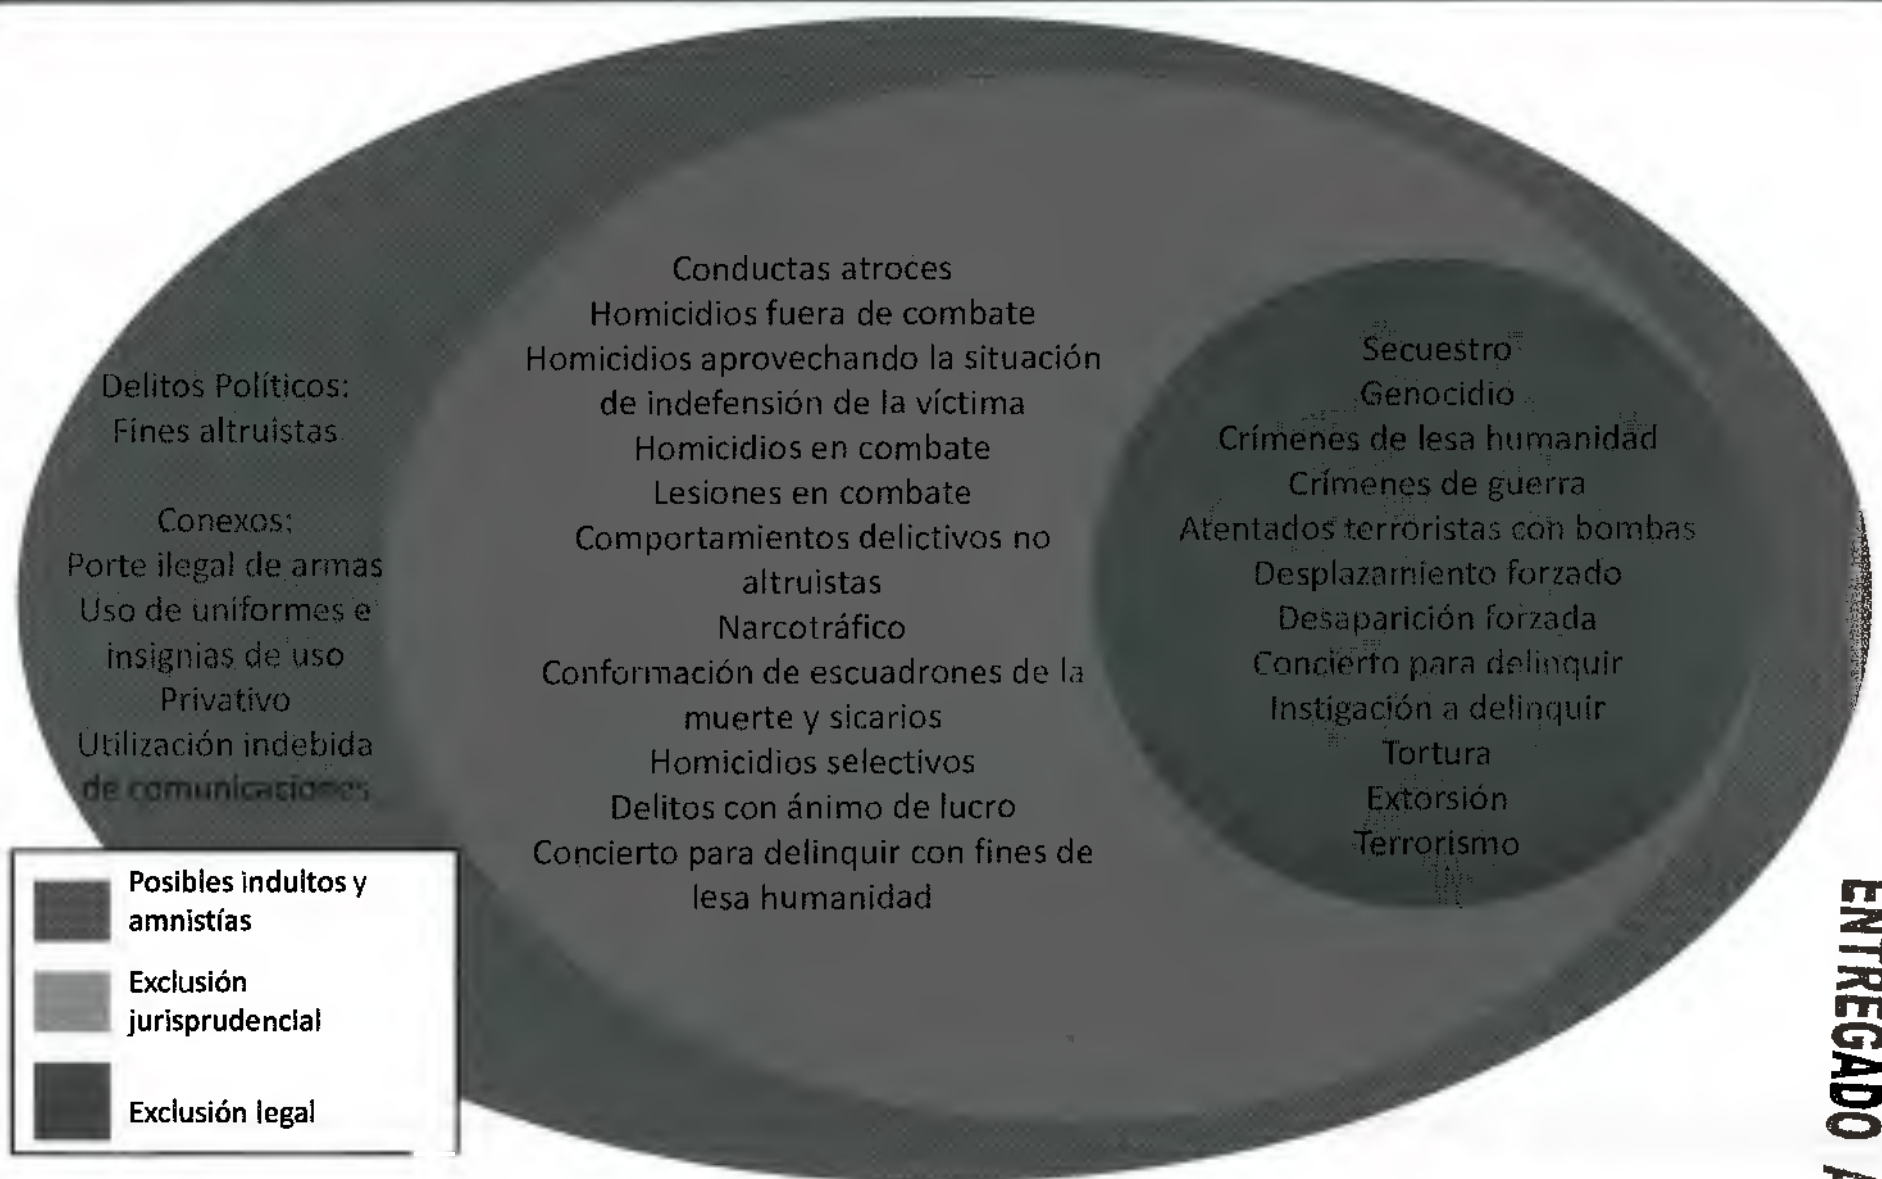 Delitos Políticos:
Fines altruistas
Conexos:
Porte ilegal de armas
Uso de uniformes e
insignias de uso
Privativo
Utilización indebida
de comunicaciones
Conductas atroces
Homicidios fuera de combate
Homicidios aprovechando la situación
de indefensión de la víctima
Homicidios en combate
Lesiones en combate
Comportamientos delictivos no
altruistas
Narcotráfico
Conformación de escuadrones de la
muerte y sicarios
Homicidios selectivos
Delitos con ánimo de lucro
Concierto para delinquir con fines de
lesa humanidad
Secuestro
Genocidio
Crímenes de lesa humanidad
Crímenes de guerra
Atentados terroristas con bombas
Desplazamiento forzado
Desaparición forzada
Concierto para delinquir
Instigación a delinquir
Tortura
Extorsión
Terrorismo
Posibles indultos y
amnistías
Exclusión
jurisprudencial
Exclusión legal
ENTREGADO